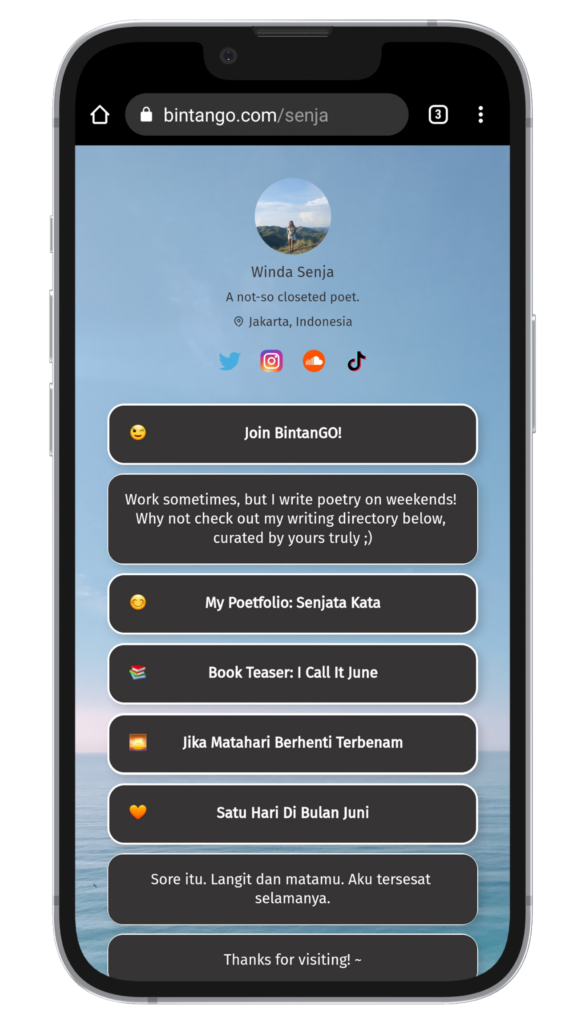 bintango.com/senja
3
Winda Senja
A not-so closeted poet.
Jakarta, Indonesia
Join BintanGO!
Work sometimes, but I write poetry on weekends!
Why not check out my writing directory below,
curated by yours truly ;)
My Poetfolio: Senjata Kata
Book Teaser: I Call It June
Jika Matahari Berhenti Terbenam
Satu Hari Di Bulan Juni
Sore itu. Langit dan matamu. Aku tersesat
selamanya.
Thanks for visiting! ~